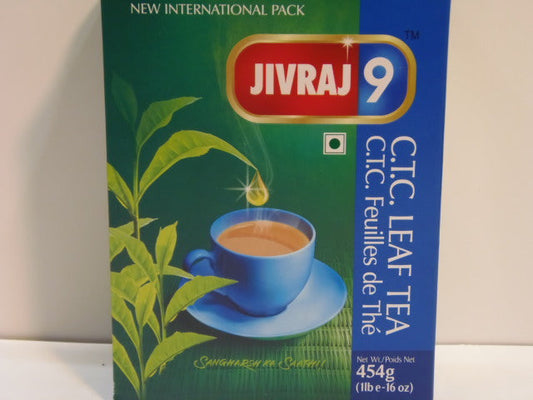 NEW INTERNATIONAL PACK
JIVRAJ 9
TM
C.T.C. LEAF TEA
C.T.C. Feuilles de Thé
SANGHARSH KA SAATHI !
Net Wt./Poids Net
454g
(1lb e-16 oz)